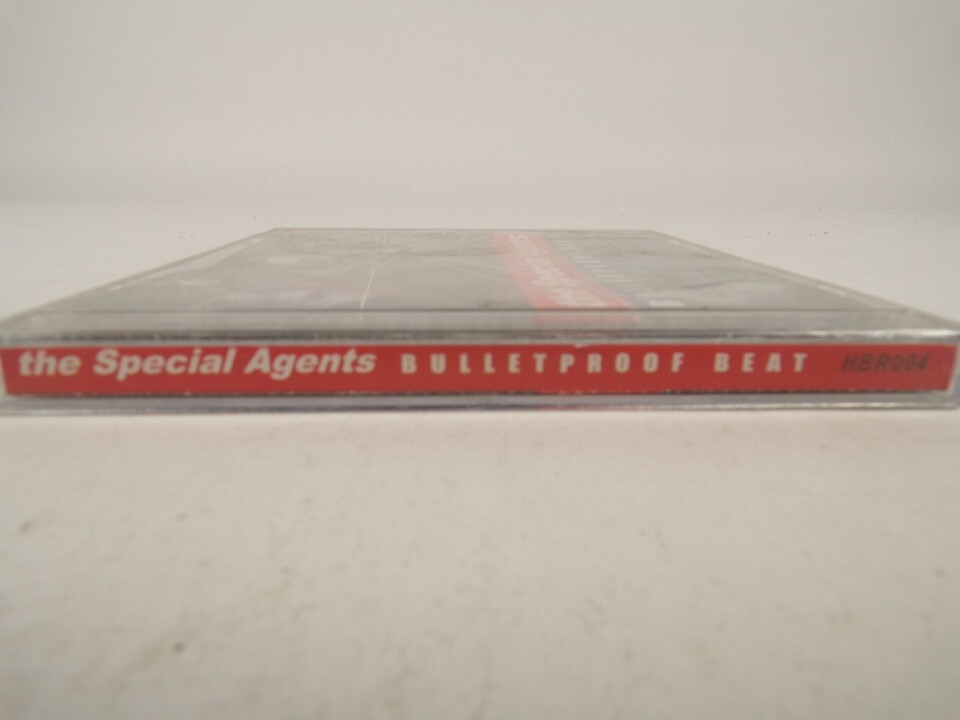 the Special Agents BULLETPROOF BEAT HBR004